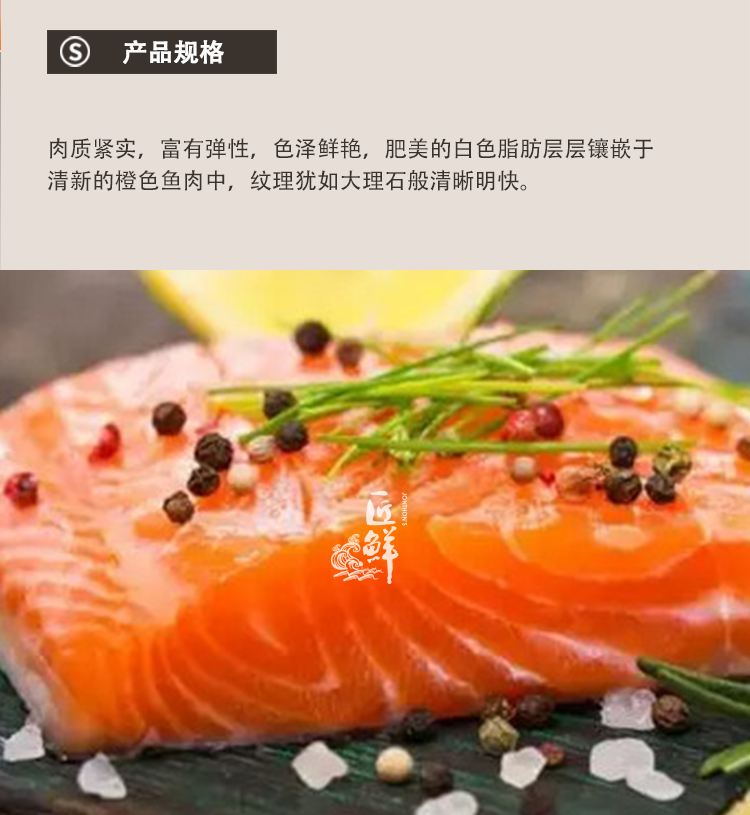 S 产品规格
肉质紧实，富有弹性，色泽鲜艳，肥美的白色脂肪层层镶嵌于
清新的橙色鱼肉中，纹理犹如大理石般清晰明快。
匠鲜